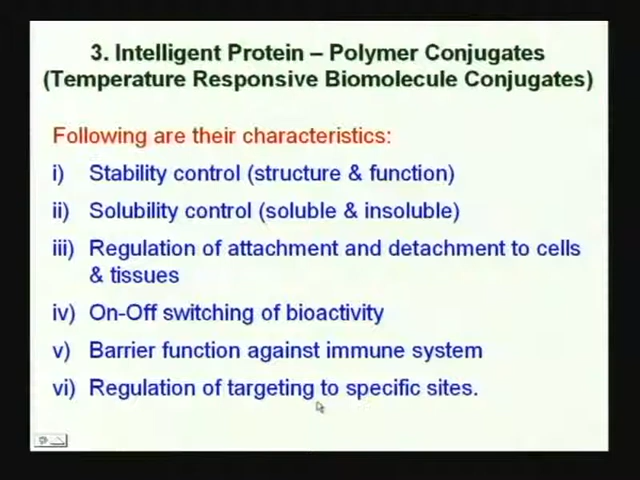 3. Intelligent Protein – Polymer Conjugates
(Temperature Responsive Biomolecule Conjugates)
Following are their characteristics:
i) Stability control (structure & function)
ii) Solubility control (soluble & insoluble)
iii) Regulation of attachment and detachment to cells
& tissues
iv) On-Off switching of bioactivity
v) Barrier function against immune system
vi) Regulation of targeting to specific sites.